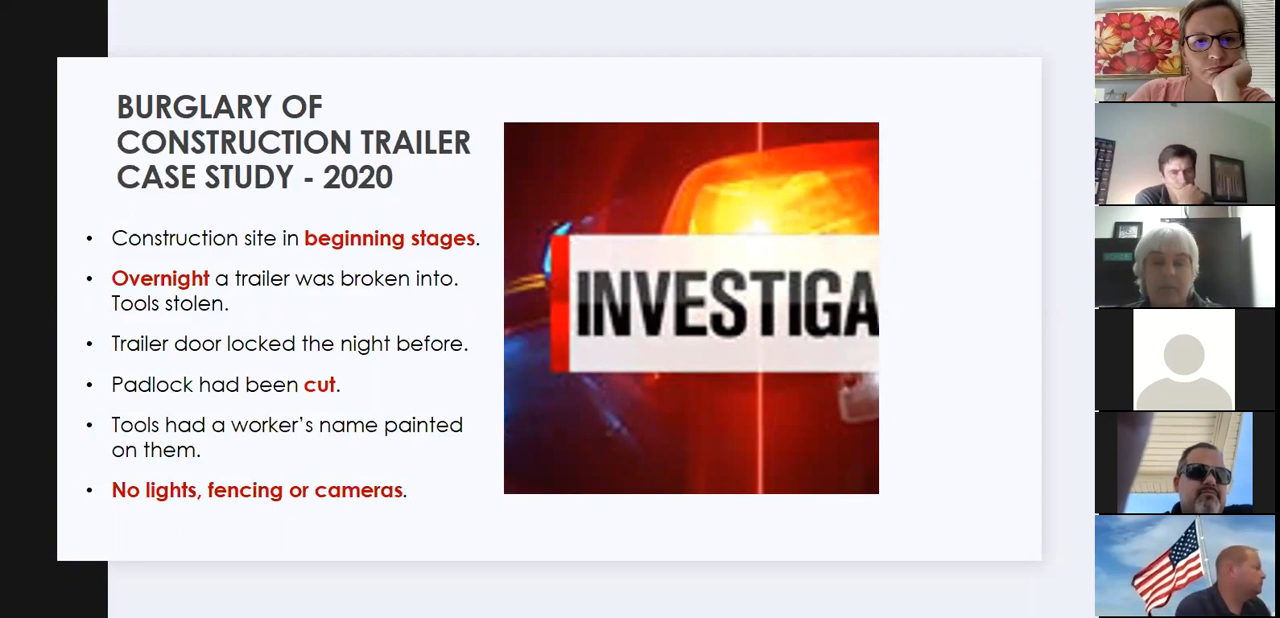 BURGLARY OF
CONSTRUCTION TRAILER
CASE STUDY - 2020
• Construction site in beginning stages.
• Overnight a trailer was broken into.
Tools stolen.
• Trailer door locked the night before.
• Padlock had been cut.
• Tools had a worker’s name painted
on them.
• No lights, fencing or cameras.
INVESTIGA